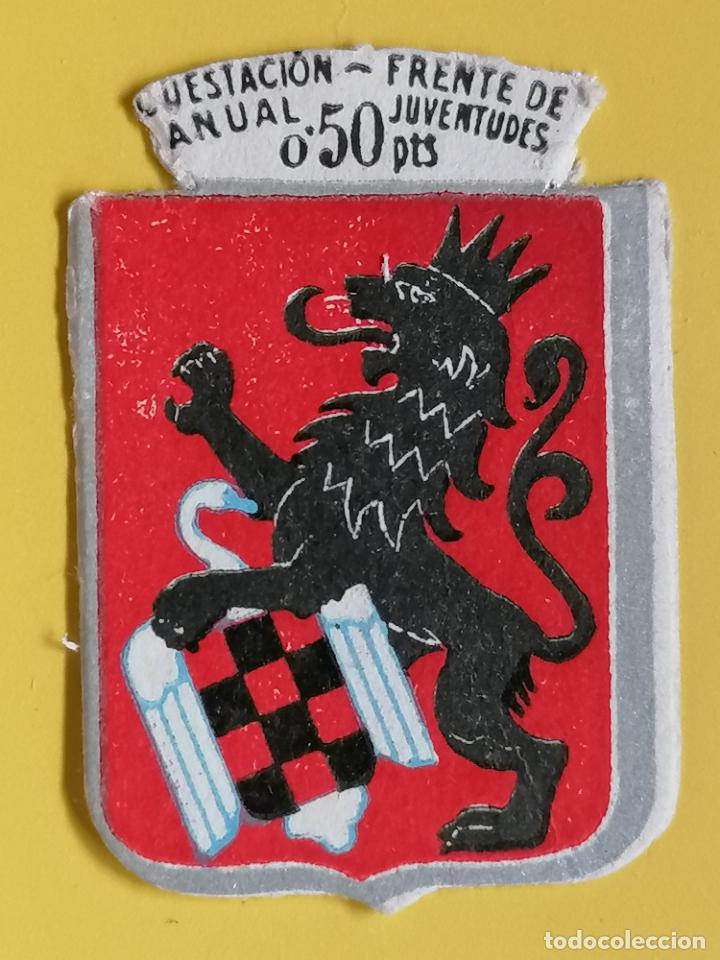 CUESTACIÓN - FRENTE DE
ANUAL JUVENTUDES
0'50 pts
todocoleccion